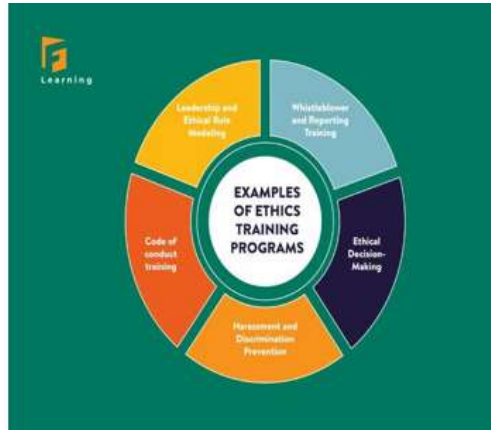 Learning
Leadership and
Ethical Role
Modeling
Whistleblower
and Reporting
Training
EXAMPLES
OF ETHICS
TRAINING
PROGRAMS
Code of
conduct
training
Ethical
Decision-
Making
Harassment and
Discrimination
Prevention